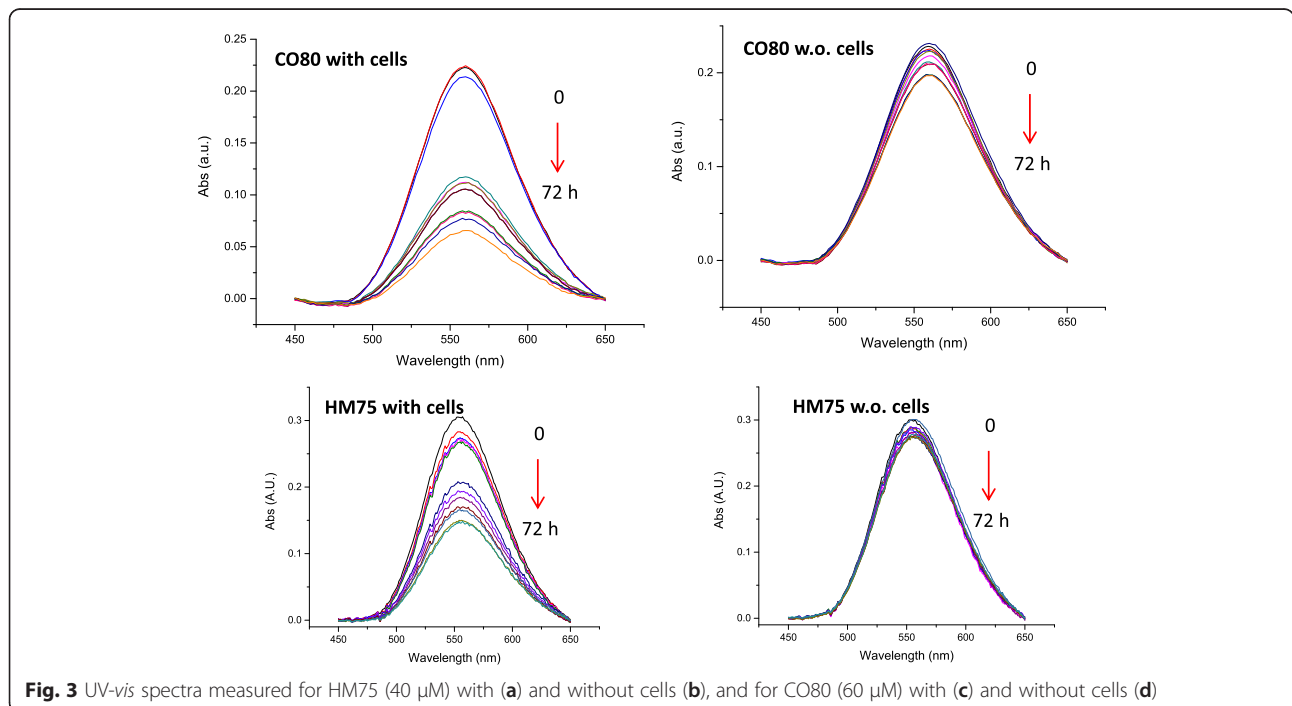 CO80 with cells
0
72 h
Abs (a.u.)
0.25
0.20
0.15
0.10
0.05
0.00
450 500 550 600 650
Wavelength (nm)
CO80 w.o. cells
0
72 h
Abs (a.u.)
0.2
0.1
0.0
450 500 550 600 650
Wavelength (nm)
HM75 with cells
0
72 h
Abs (A.U.)
0.3
0.2
0.1
0.0
450 500 550 600 650
Wavelength (nm)
HM75 w.o. cells
0
72 h
Abs (A.U.)
0.3
0.2
0.1
0.0
450 500 550 600 650
Wavelength (nm)
Fig. 3 UV-vis spectra measured for HM75 (40 μM) with (a) and without cells (b), and for CO80 (60 μM) with (c) and without cells (d)